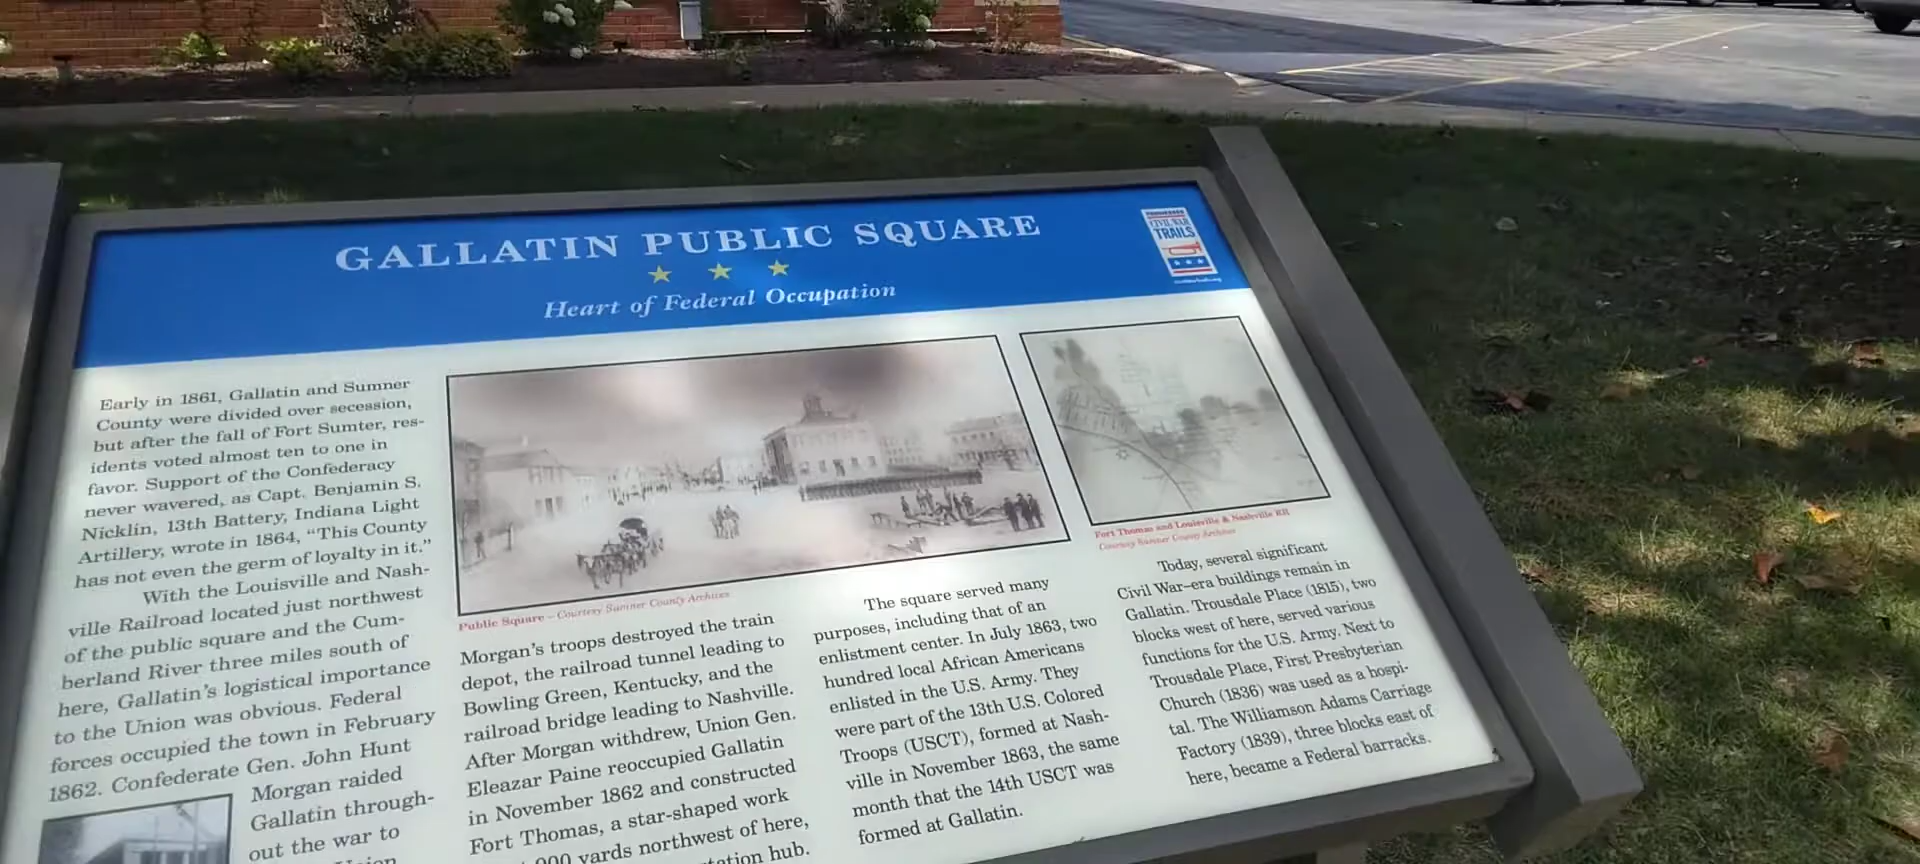 GALLATIN PUBLIC SQUARE
Heart of Federal Occupation
CIVIL WAR
TRAILS
Early in 1861, Gallatin and Sumner
County were divided over secession,
but after the fall of Fort Sumter, res-
idents voted almost ten to one in
favor. Support of the Confederacy
never wavered, as Capt. Benjamin S.
Nicklin, 13th Battery, Indiana Light
Artillery, wrote in 1864, “This County
has not even the germ of loyalty in it.”
With the Louisville and Nash-
ville Railroad located just northwest
of the public square and the Cum-
berland River three miles south of
here, Gallatin’s logistical importance
to the Union was obvious. Federal
forces occupied the town in February
1862. Confederate Gen. John Hunt
Morgan raided
Gallatin through-
out the war to
Union
Public Square – Courtesy Sumner County Archives
Morgan’s troops destroyed the train
depot, the railroad tunnel leading to
Bowling Green, Kentucky, and the
railroad bridge leading to Nashville.
After Morgan withdrew, Union Gen.
Eleazar Paine reoccupied Gallatin
in November 1862 and constructed
Fort Thomas, a star-shaped work
000 yards northwest of here,
hub.
The square served many
purposes, including that of an
enlistment center. In July 1863, two
hundred local African Americans
enlisted in the U.S. Army. They
were part of the 13th U.S. Colored
Troops (USCT), formed at Nash-
ville in November 1863, the same
month that the 14th USCT was
formed at Gallatin.
Fort Thomas and Louisville & Nashville RR
Courtesy Sumner County Archives
Today, several significant
Civil War–era buildings remain in
Gallatin. Trousdale Place (1815), two
blocks west of here, served various
functions for the U.S. Army. Next to
Trousdale Place, First Presbyterian
Church (1836) was used as a hospi-
tal. The Williamson Adams Carriage
Factory (1839), three blocks east of
here, became a Federal barracks.